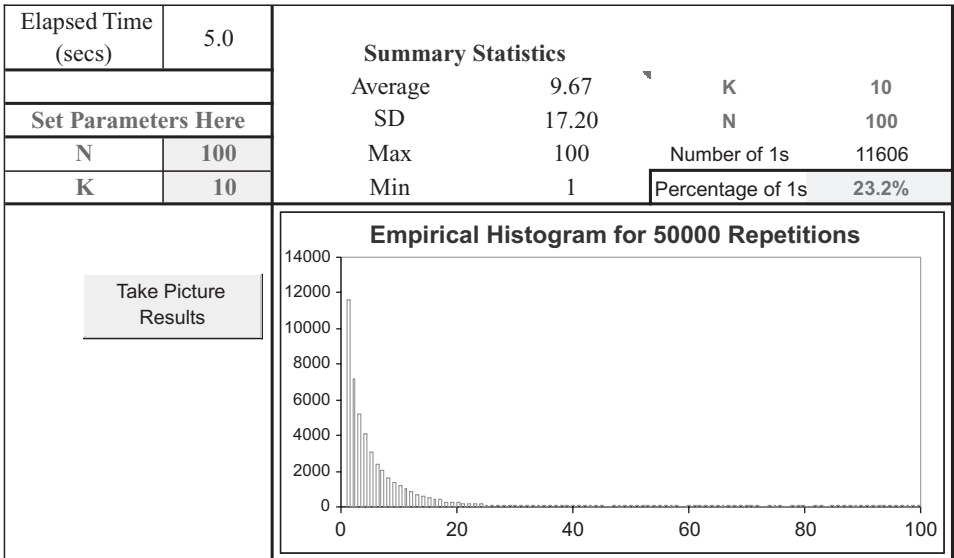 Elapsed Time
(secs)
5.0
Set Parameters Here
N 100
K 10
Summary Statistics
Average 9.67 K 10
SD 17.20 N 100
Max 100 Number of 1s 11606
Min 1 Percentage of 1s 23.2%
Take Picture
Results
Empirical Histogram for 50000 Repetitions
14000
12000
10000
8000
6000
4000
2000
0
0 20 40 60 80 100